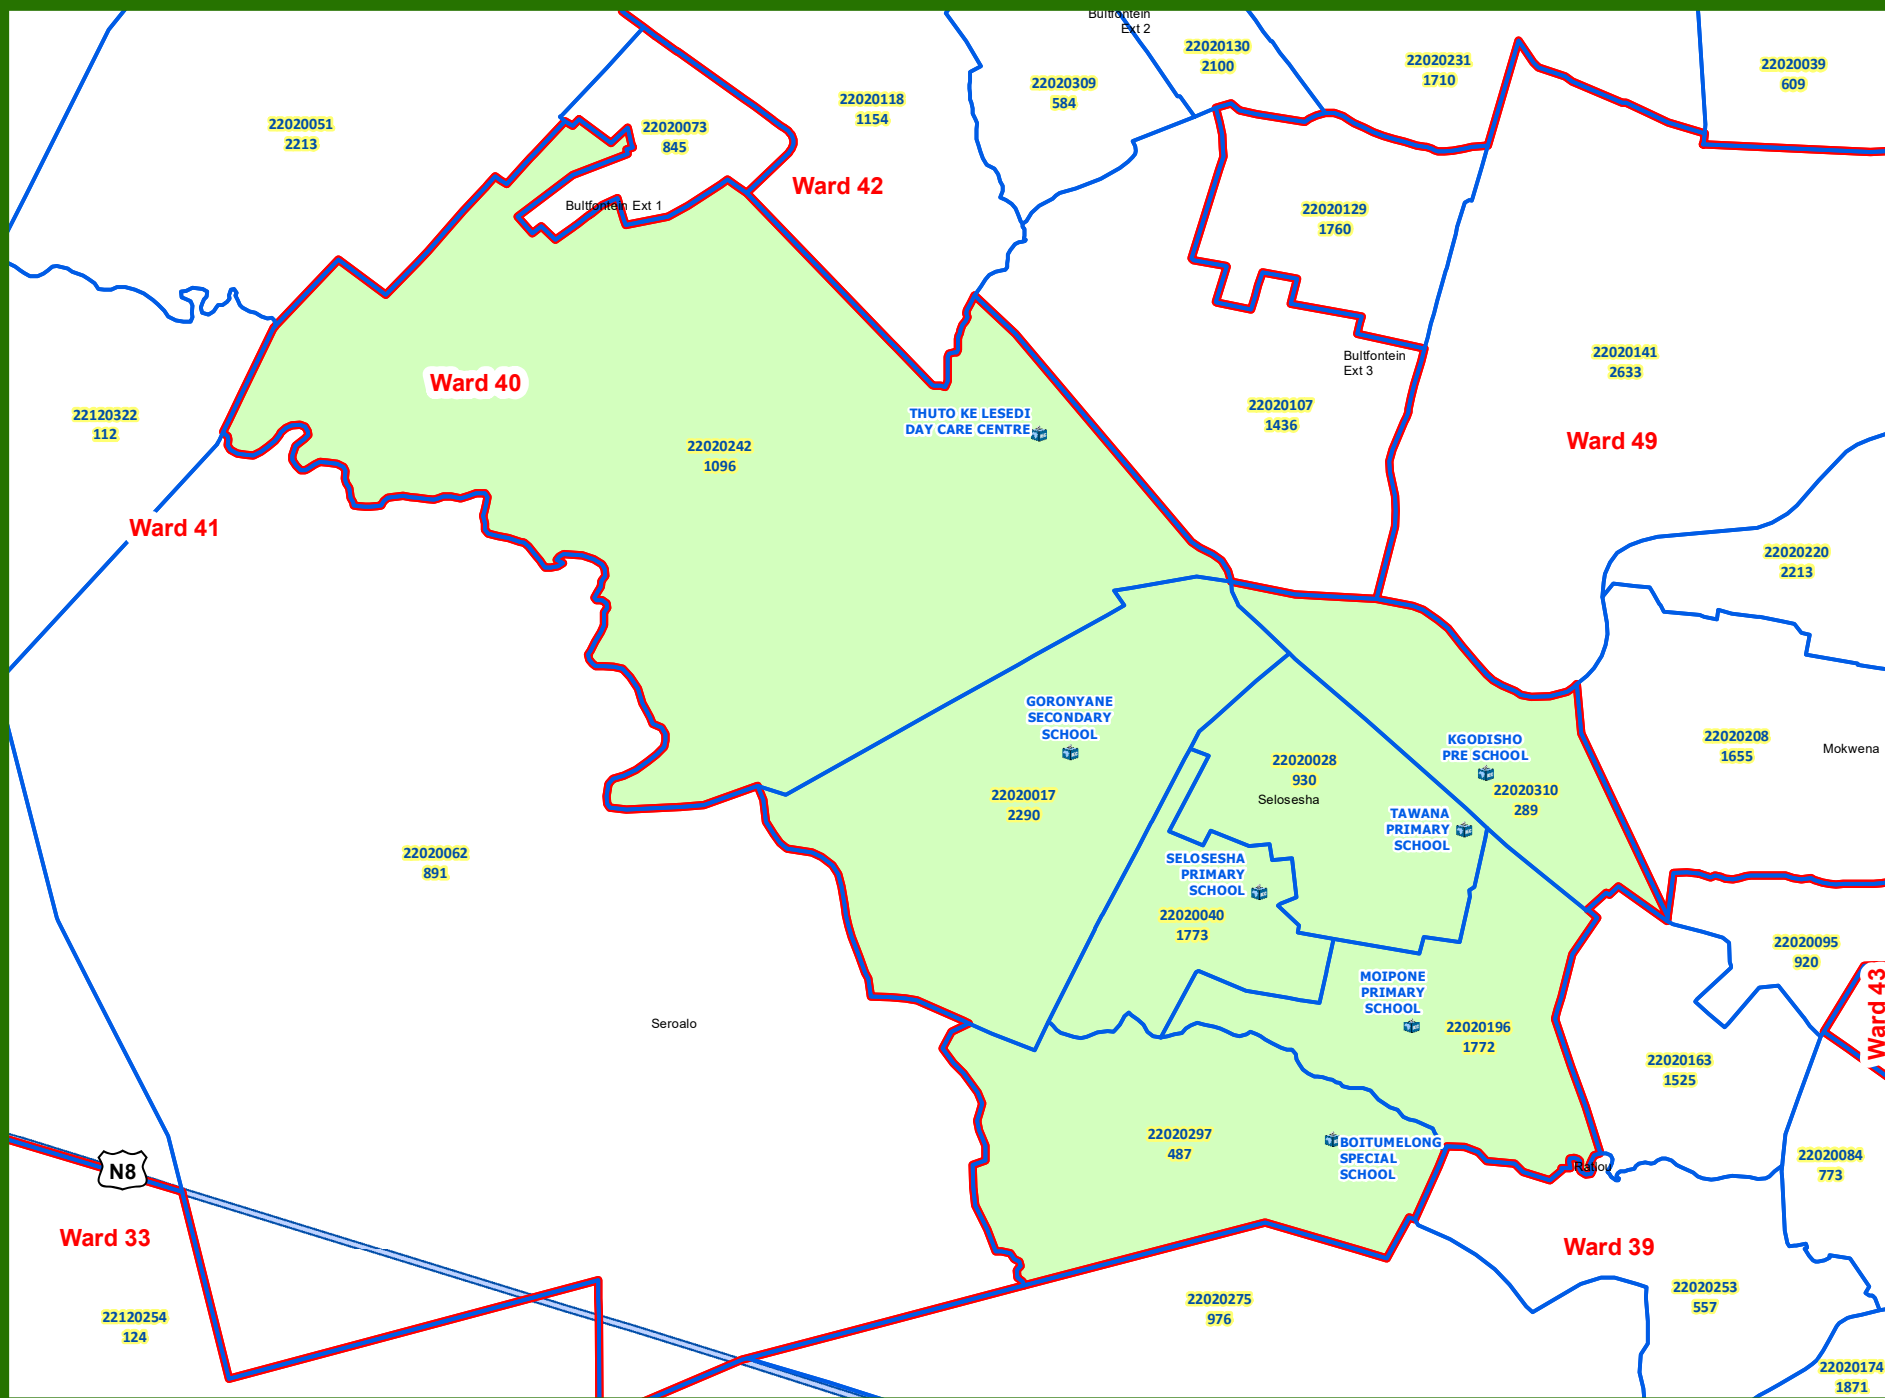 Bultfontein
Ext 2
22020130
2100
22020231
1710
22020039
609
22020309
584
22020118
1154
22020051
2213
22020073
845
Ward 42
Bultfontein Ext 1
22020129
1760
Bultfontein
Ext 3
22020141
2633
Ward 40
22120322
112
THUTO KE LESEDI
DAY CARE CENTRE
22020107
1436
Ward 49
22020242
1096
Ward 41
22020220
2213
GORONYANE
SECONDARY
SCHOOL
KGODISHO
PRE SCHOOL
22020208
1655
Mokwena
22020028
930
Selosesha
22020017
2290
22020310
289
TAWANA
PRIMARY
SCHOOL
22020062
891
SELOSESHA
PRIMARY
SCHOOL
22020040
1773
22020095
920
MOIPONE
PRIMARY
SCHOOL
Ward 43
Seroalo
22020196
1772
22020163
1525
22020297
487
BOITUMELONG
SPECIAL
SCHOOL
Ratlou
22020084
773
N8
Ward 33
Ward 39
22020275
976
22020253
557
22120254
124
22020174
1871